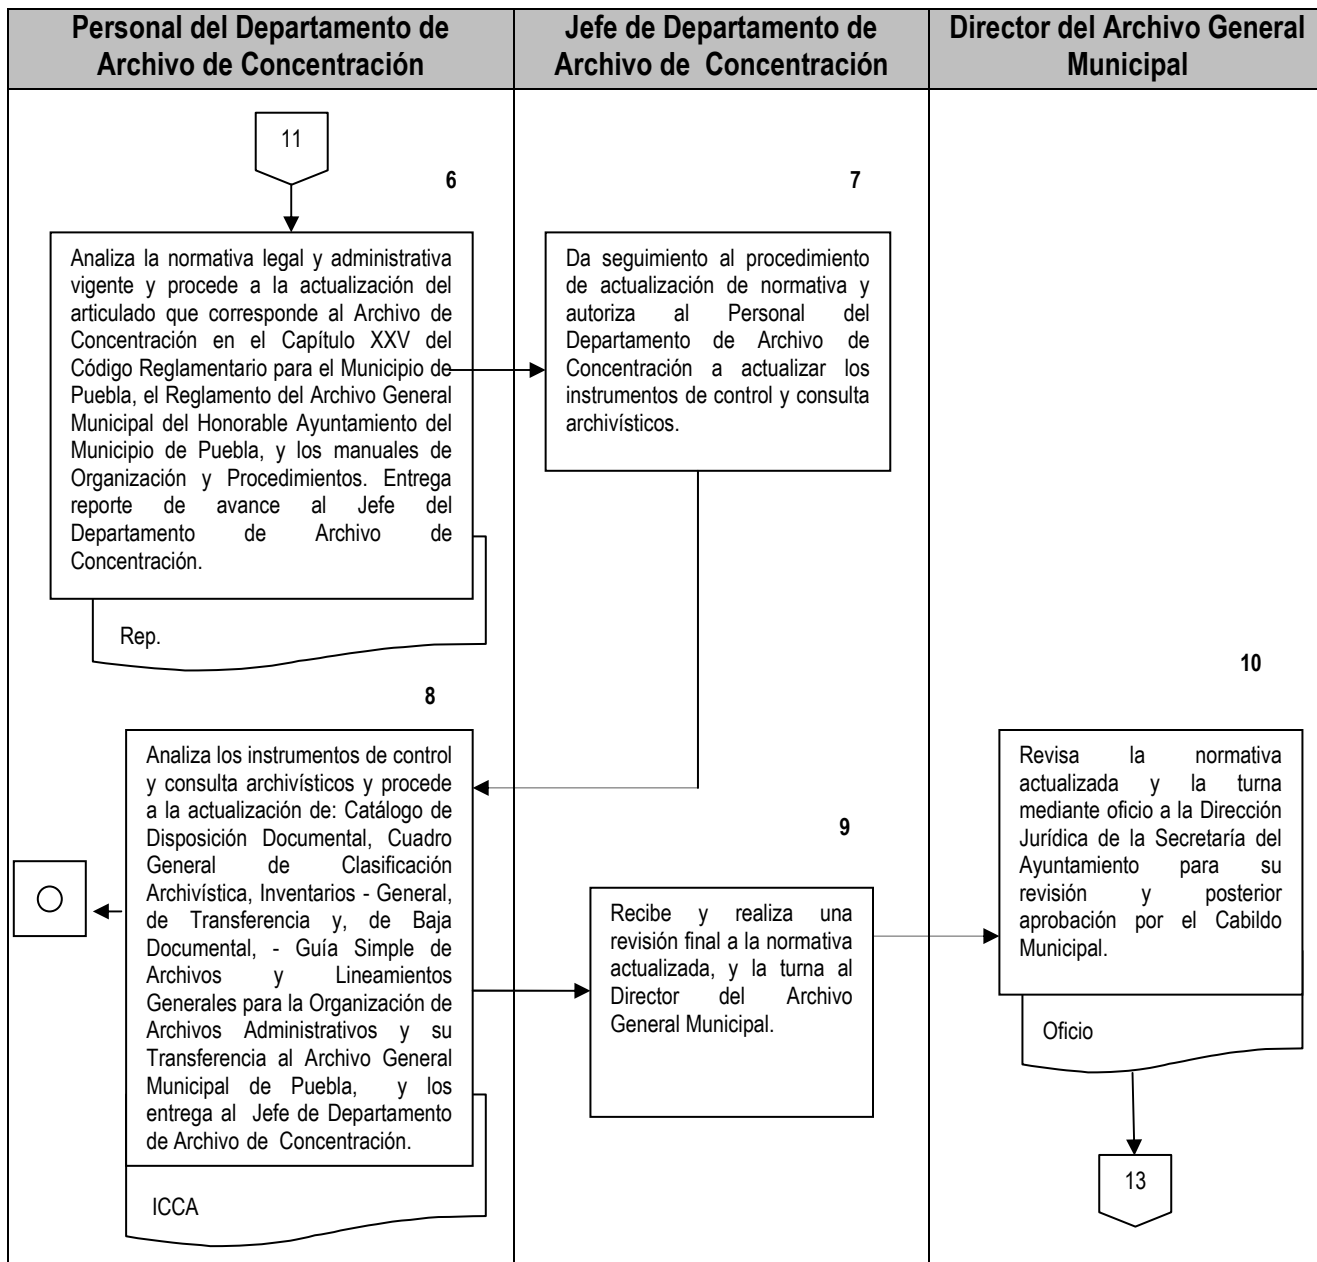 Personal del Departamento de
Archivo de Concentración
Jefe de Departamento de
Archivo de Concentración
Director del Archivo General
Municipal
11
6
Analiza la normativa legal y administrativa
vigente y procede a la actualización del
articulado que corresponde al Archivo de
Concentración en el Capítulo XXV del
Código Reglamentario para el Municipio de
Puebla, el Reglamento del Archivo General
Municipal del Honorable Ayuntamiento del
Municipio de Puebla, y los manuales de
Organización y Procedimientos. Entrega
reporte de avance al Jefe del
Departamento de Archivo de
Concentración.
Rep.
7
Da seguimiento al procedimiento
de actualización de normativa y
autoriza al Personal del
Departamento de Archivo de
Concentración a actualizar los
instrumentos de control y consulta
archivísticos.
8
Analiza los instrumentos de control
y consulta archivísticos y procede
a la actualización de: Catálogo de
Disposición Documental, Cuadro
General de Clasificación
Archivística, Inventarios - General,
de Transferencia y, de Baja
Documental, - Guía Simple de
Archivos y Lineamientos
Generales para la Organización de
Archivos Administrativos y su
Transferencia al Archivo General
Municipal de Puebla, y los
entrega al Jefe de Departamento
de Archivo de Concentración.
ICCA
9
Recibe y realiza una
revisión final a la normativa
actualizada, y la turna al
Director del Archivo
General Municipal.
10
Revisa la normativa
actualizada y la turna
mediante oficio a la Dirección
Jurídica de la Secretaría del
Ayuntamiento para su
revisión y posterior
aprobación por el Cabildo
Municipal.
Oficio
13